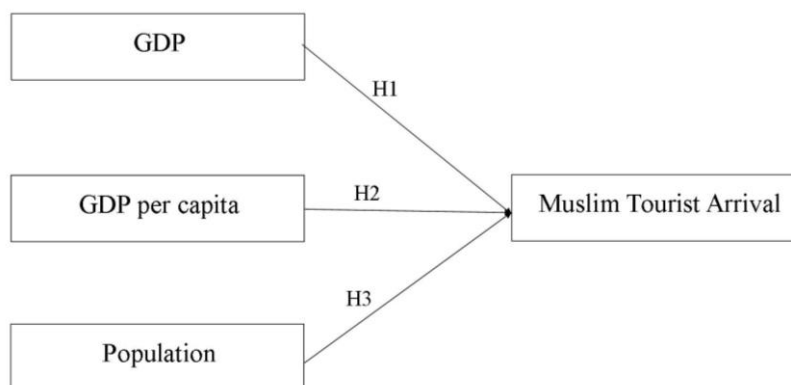 GDP
H1
GDP per capita
H2
Muslim Tourist Arrival
H3
Population